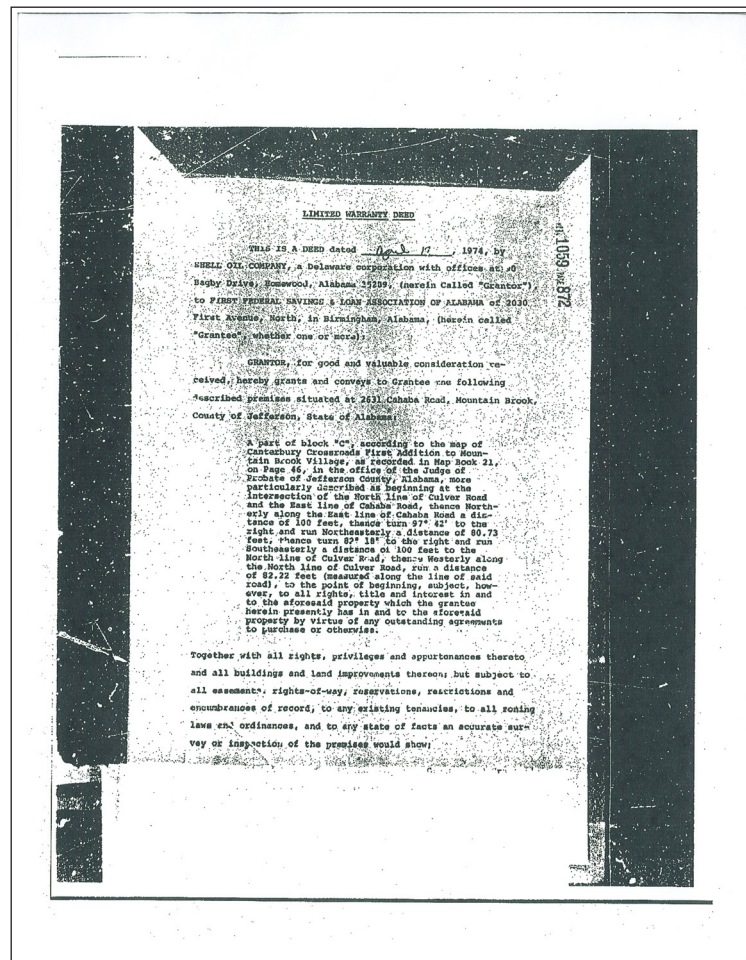 LIMITED WARRANTY DEED
THIS IS A DEED dated April 17, 1974, by
SHELL OIL COMPANY, a Delaware corporation with offices at
Bagby Drive, Homewood, Alabama 35209, (herein Called "Grantor"),
to FIRST FEDERAL SAVINGS & LOAN ASSOCIATION OF ALABAMA of 2030
First Avenue, North, in Birmingham, Alabama, (herein called
"Grantee", whether one or more):
GRANTOR, for good and valuable consideration re-
ceived, hereby grants and conveys to Grantee the following
described premises situated at 2631 Cahaba Road, Mountain Brook,
County of Jefferson, State of Alabama:
A part of block "C", according to the map of
Canterbury Crossroads First Addition to Moun-
tain Brook Village, as recorded in Map Book 21,
on Page 46, in the office of the Judge of
Probate of Jefferson County, Alabama, more
particularly described as beginning at the
intersection of the North line of Culver Road
and the East line of Cahaba Road, thence North-
erly along the East line of Cahaba Road a dis-
tance of 100 feet, thence turn 97° 42' to the
right and run Northeasterly a distance of 80.73
feet, thence turn 82° 18' to the right and run
Southeasterly a distance of 100 feet to the
North line of Culver Road, thence Westerly along
the North line of Culver Road, run a distance
of 82.22 feet (measured along the line of said
road), to the point of beginning, subject, how-
ever, to all rights, title and interest in and
to the aforesaid property which the grantee
herein presently has in and to the aforesaid
property by virtue of any outstanding agreements
to purchase or otherwise.
Together with all rights, privileges and appurtonances thereto
and all buildings and land improvements thereon; but subject to
all easements, rights-of-way, reservations, restrictions and
encumbrances of record, to any existing tenancies, to all zoning
laws and ordinances, and to any state of facts an accurate sur-
vey or inspection of the premises would show;
1059 872